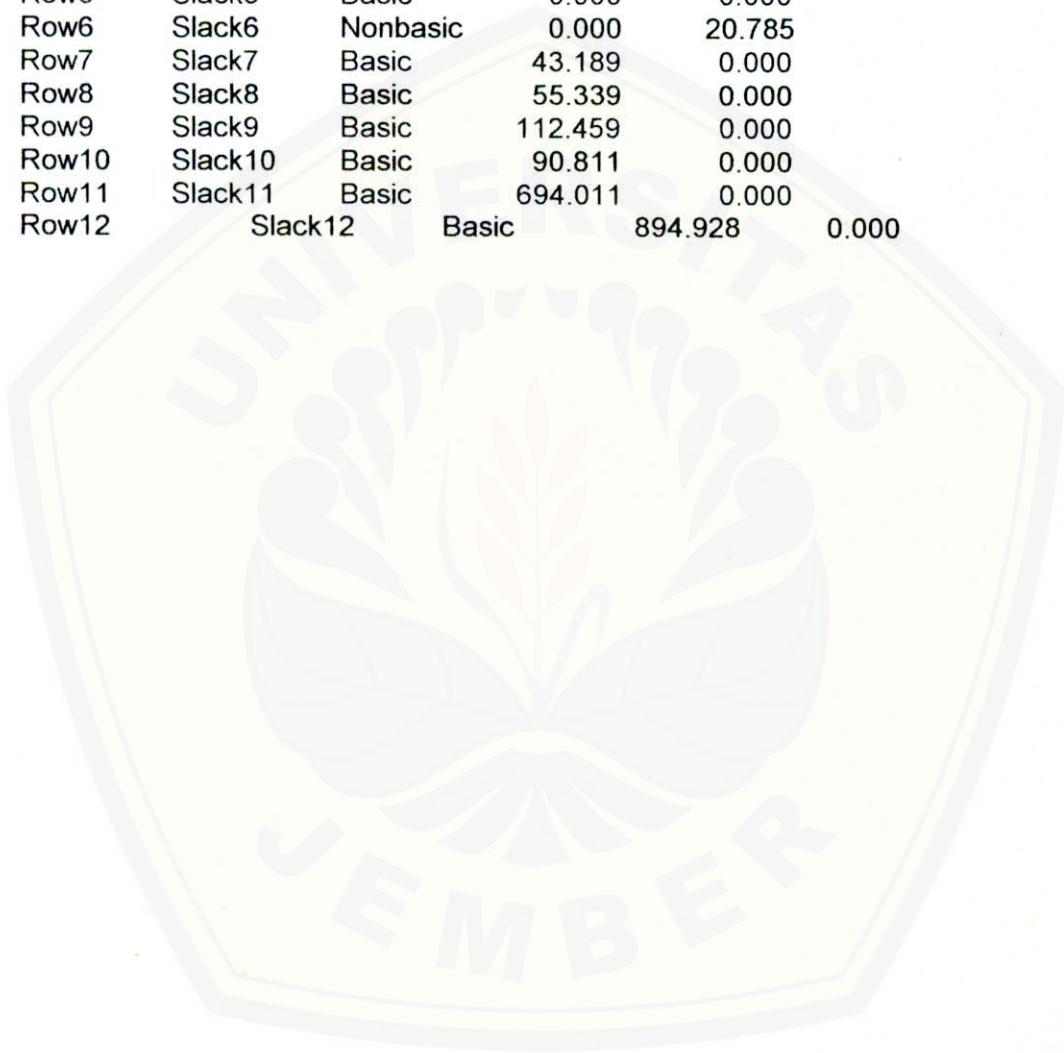 Row6 Slack6 Nonbasic 0.000 20.785
Row7 Slack7 Basic 43.189 0.000
Row8 Slack8 Basic 55.339 0.000
Row9 Slack9 Basic 112.459 0.000
Row10 Slack10 Basic 90.811 0.000
Row11 Slack11 Basic 694.011 0.000
Row12 Slack12 Basic 894.928 0.000
UNIVERSITAS
JEMBER